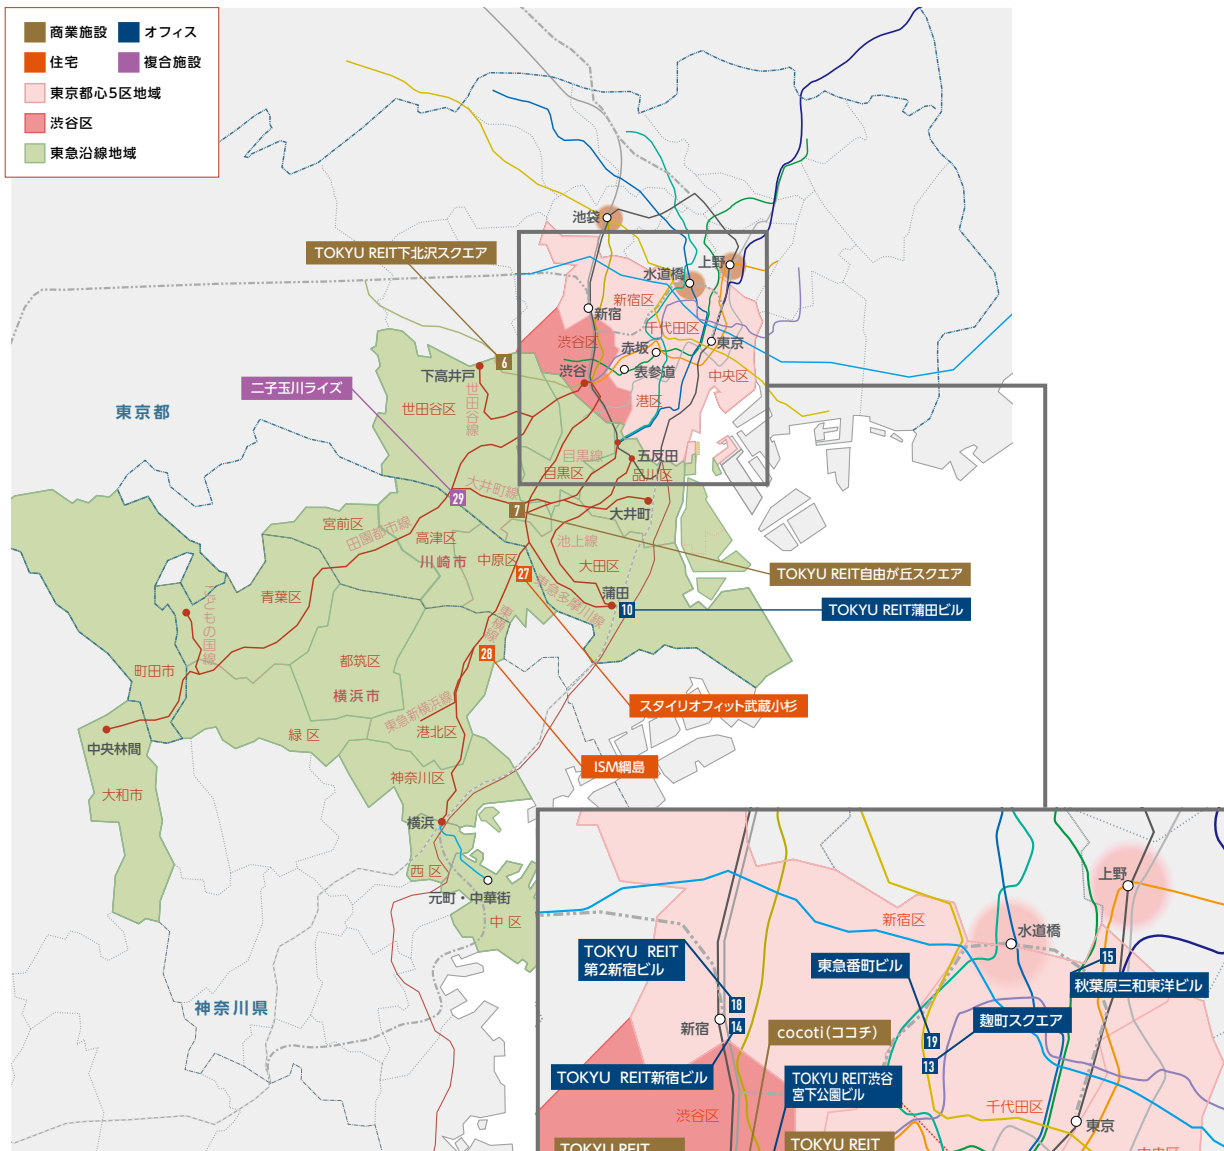 商業施設
オフィス
住宅
複合施設
東京都心5区地域
渋谷区
東急沿線地域
池袋
TOKYU REIT下北沢スクエア
上野
水道橋
新宿区
新宿
千代田区
渋谷区
赤坂
東京
6
下高井戸
渋谷
表参道
中央区
二子玉川ライズ
世田谷線
世田谷区
港区
東京都
目黒線
五反田
目黒区
品川区
29
大井町線
7
大井町
宮前区
田園都市線
高津区
川崎市
中原区
池上線
大田区
27
TOKYU REIT自由が丘スクエア
東急多摩川線
蒲田
10
TOKYU REIT蒲田ビル
青葉区
こどもの国線
東横線
28
都筑区
町田市
横浜市
東急新横浜線
スタイリオフィット武蔵小杉
港北区
緑区
中央林間
ISM綱島
神奈川区
大和市
横浜
西区
元町・中華街
中区
神奈川県
上野
新宿区
水道橋
TOKYU REIT
第2新宿ビル
東急番町ビル
15
秋葉原三和東洋ビル
18
新宿
14
cocoti(ココチ)
麹町スクエア
19
13
TOKYU REIT新宿ビル
TOKYU REIT渋谷
宮下公園ビル
渋谷区
千代田区
東京
TOKYU REIT
TOKYU REIT
中央区